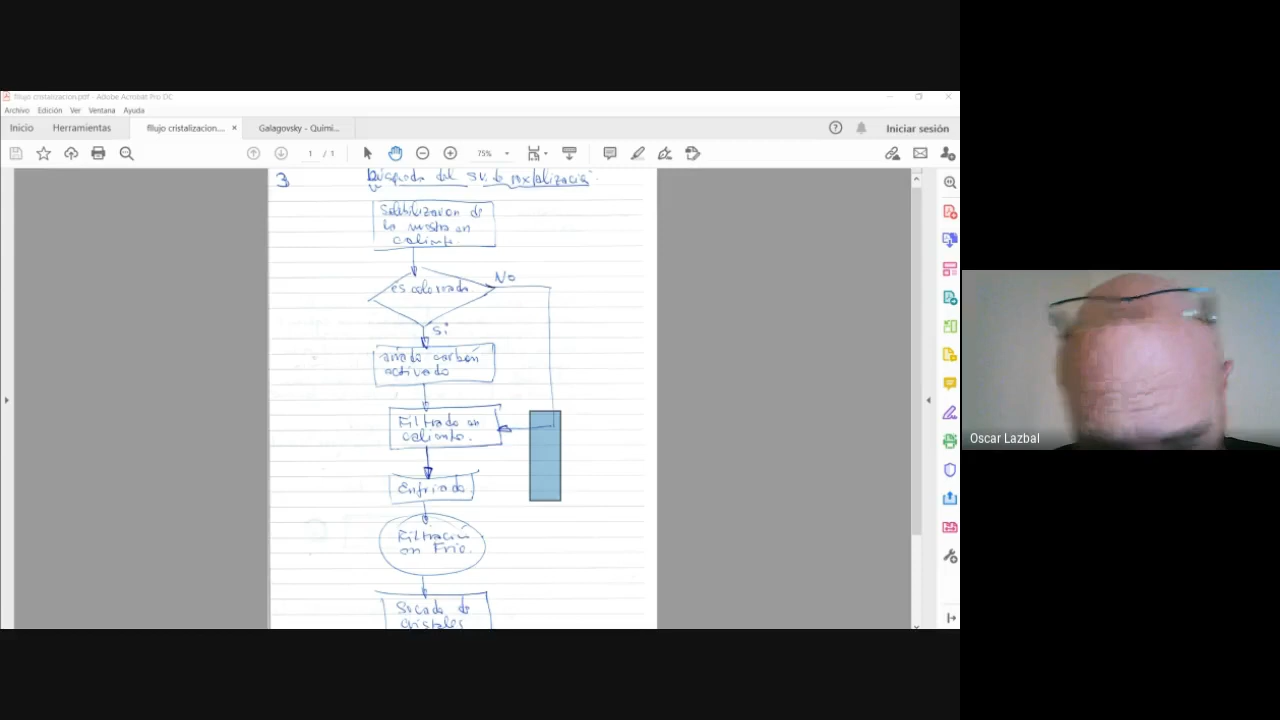 fllujo cristalizacion.pdf - Adobe Acrobat Pro DC
Archivo Edición Ver Ventana Ayuda
Inicio Herramientas fllujo cristalizacion... × Galagovsky - Quimi... Iniciar sesión
1 / 1 75%
3 búsqueda del sv. de
Solubilización de
la muestra en
caliente.
es coloreada
No
Si
añado carbón
activado
Filtrado en
caliente.
Enfriado
Filtración
en Frio.
Secado de
cristales
Oscar Lazbal